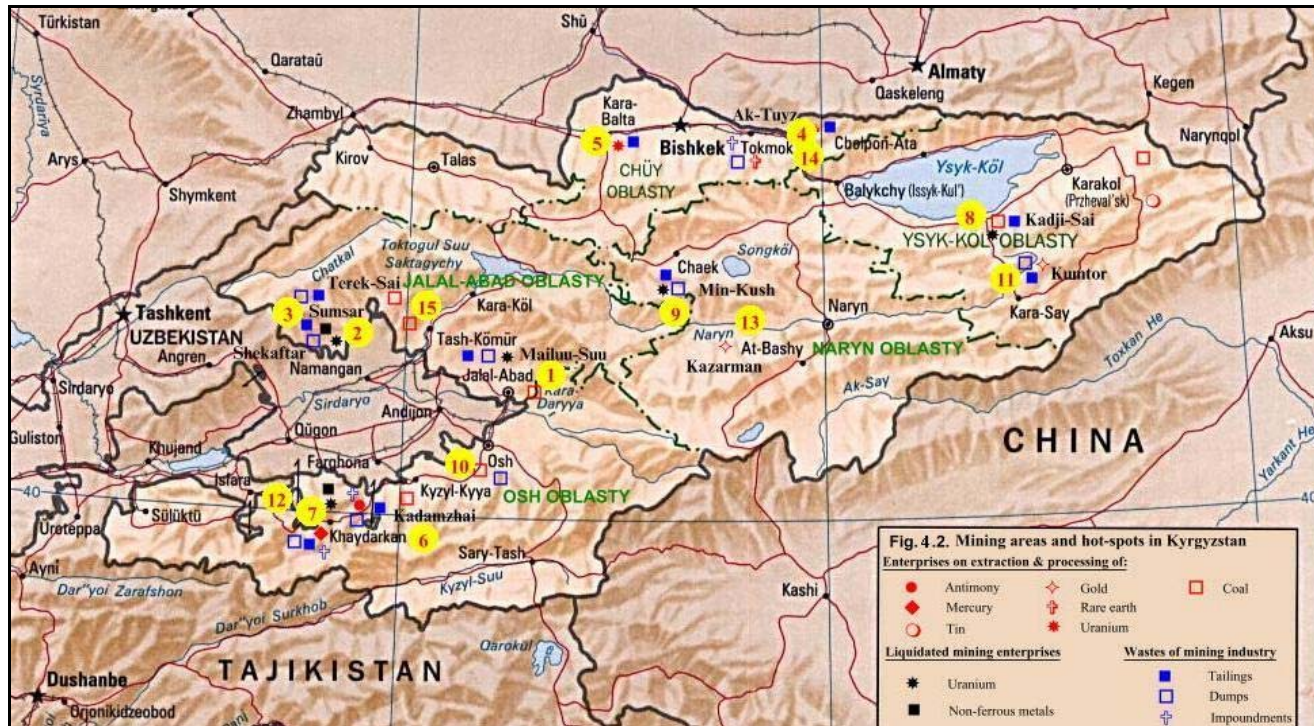 Türkistan
Shū
Qarataū
Almaty
Kegen
Qaskeleng
Syrdariya
Zhambyl
Kara-
Balta
Ak-Tuyz
4
5
Bishkek
Tokmok
Cholpon-Ata
Narynqol
14
Arys
Kirov
Talas
CHÜY
OBLASTY
Ysyk-Köl
Shymkent
Balykchy (Issyk-Kul')
Karakol
(Przheval'sk)
8
Kadji-Sai
YSYK-KÖL OBLASTY
Chatkal
Toktogul Suu
Saktagychy
Songköl
Chaek
Terek-Sai
JALAL-ABAD OBLASTY
Kara-Köl
Min-Kush
11
Kumtor
Kara-Say
Tashkent
UZBEKISTAN
3
Sumsar
2
15
9
13
Naryn
Naryn
Angren
Shekaftar
Namangan
Tash-Kömür
Mailuu-Suu
At-Bashy
NARYN OBLASTY
Kazarman
Toxkan He
Aksu
Jalal-Abad
1
Kara-
Daryya
Ak-Say
Sirdaryo
Sirdaryo
Andijon
Guliston
Khujand
Qŭqon
CHINA
Farghona
10
Osh
Yarkant He
40
Isfara
Kyzyl-Kyya
OSH OBLASTY
40
12
7
Sülüktü
Kadamzhai
Ŭroteppa
Khaydarkan
6
Sary-Tash
Ayni
Kyzyl-Suu
Kashi
Dar"yoi Zarafshon
Dar"yoi Surkhob
Qarokŭl
TAJIKISTAN
Dushanbe
Orjonikidzeobod
Fig. 4.2. Mining areas and hot-spots in Kyrgyzstan
Enterprises on extraction & processing of:
Antimony
Gold
Coal
Mercury
Rare earth
Tin
Uranium
Liquidated mining enterprises
Wastes of mining industry
Uranium
Tailings
Dumps
Non-ferrous metals
Impoundments